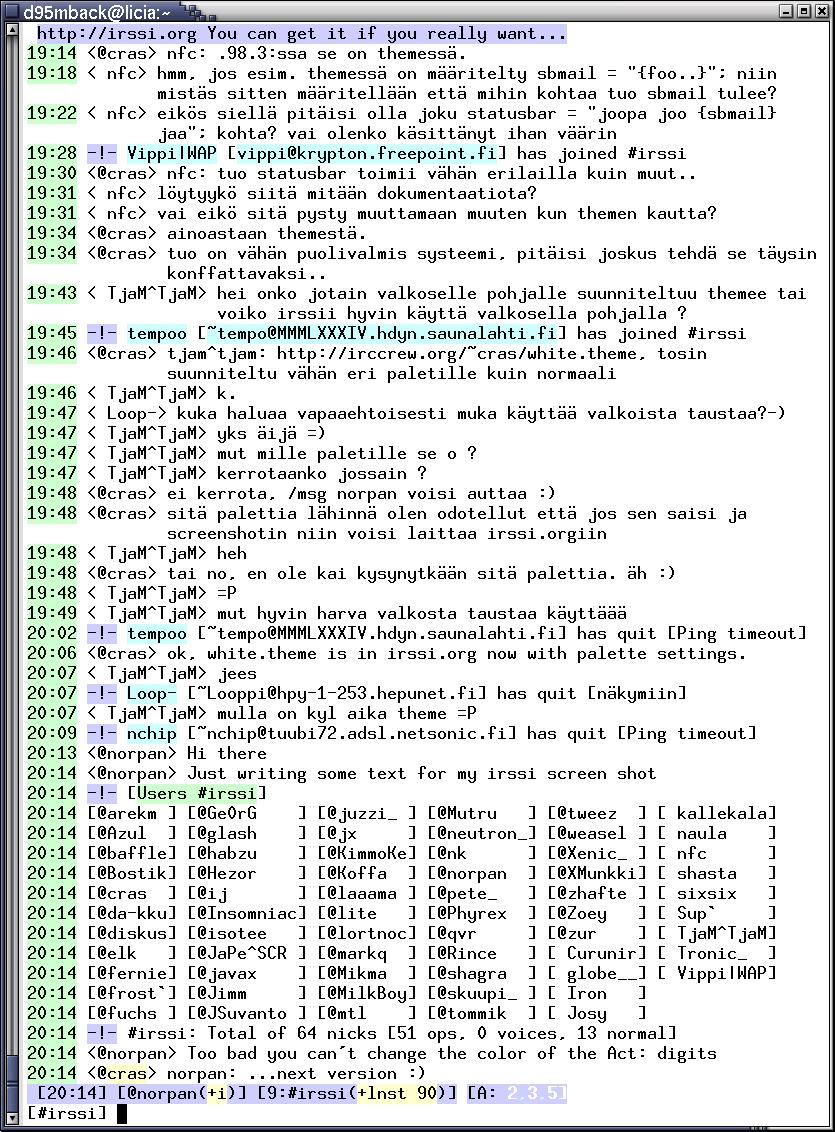 d95mback@licia:~
http://irssi.org You can get it if you really want...
19:14 <@cras> nfc: .98.3:ssa se on themessä.
19:18 < nfc> hmm, jos esim. themessä on määritelty sbmail = "{foo..}"; niin
mistäs sitten määritellään että mihin kohtaa tuo sbmail tulee?
19:22 < nfc> eikös siellä pitäisi olla joku statusbar = "joopa joo {sbmail}
jaa"; kohta? vai olenko käsittänyt ihan väärin
19:28 -!- Vippi|WAP [vippi@krypton.freepoint.fi] has joined #irssi
19:30 <@cras> nfc: tuo statusbar toimii vähän erilailla kuin muut..
19:31 < nfc> löytyykö siitä mitään dokumentaatiota?
19:31 < nfc> vai eikö sitä pysty muuttamaan muuten kun themen kautta?
19:34 <@cras> ainoastaan themestä.
19:34 <@cras> tuo on vähän puolivalmis systeemi, pitäisi joskus tehdä se täysin
konffattavaksi..
19:43 < TjaM^TjaM> hei onko jotain valkoselle pohjalle suunniteltuu themee tai
voiko irssii hyvin käyttä valkosella pohjalla ?
19:45 -!- tempoo [~tempo@MMMLXXXIV.hdyn.saunalahti.fi] has joined #irssi
19:46 <@cras> tjam^tjam: http://irccrew.org/~cras/white.theme, tosin
suunniteltu vähän eri paletille kuin normaali
19:46 < TjaM^TjaM> k.
19:47 < Loop-> kuka haluaa vapaaehtoisesti muka käyttää valkoista taustaa?-)
19:47 < TjaM^TjaM> yks äijä =)
19:47 < TjaM^TjaM> mut mille paletille se o ?
19:47 < TjaM^TjaM> kerrotaanko jossain ?
19:48 <@cras> ei kerrota, /msg norpan voisi auttaa :)
19:48 <@cras> sitä palettia lähinnä olen odotellut että jos sen saisi ja
screenshotin niin voisi laittaa irssi.orgiin
19:48 < TjaM^TjaM> heh
19:48 <@cras> tai no, en ole kai kysynytkään sitä palettia. äh :)
19:48 < TjaM^TjaM> =P
19:49 < TjaM^TjaM> mut hyvin harva valkosta taustaa käyttäää
20:02 -!- tempoo [~tempo@MMMLXXXIV.hdyn.saunalahti.fi] has quit [Ping timeout]
20:06 <@cras> ok, white.theme is in irssi.org now with palette settings.
20:07 < TjaM^TjaM> jees
20:07 -!- Loop- [~Looppi@hpy-1-253.hepunet.fi] has quit [näkymiin]
20:07 < TjaM^TjaM> mulla on kyl aika theme =P
20:09 -!- nchip [~nchip@tuubi72.adsl.netsonic.fi] has quit [Ping timeout]
20:13 <@norpan> Hi there
20:14 <@norpan> Just writing some text for my irssi screen shot
20:14 -!- [Users #irssi]
20:14 [@arekm ] [@GeOrG    ] [@juzzi_ ] [@Mutru   ] [@tweez  ] [ kallekala]
20:14 [@Azul  ] [@glash    ] [@jx     ] [@neutron_] [@weasel ] [ naula    ]
20:14 [@baffle] [@habzu    ] [@KimmoKe] [@nk      ] [@Xenic_ ] [ nfc      ]
20:14 [@Bostik] [@Hezor    ] [@Koffa  ] [@norpan  ] [@XMunkki] [ shasta   ]
20:14 [@cras  ] [@ij       ] [@laaama ] [@pete_   ] [@zhafte ] [ sixsix   ]
20:14 [@da-kku] [@Insomniac] [@lite   ] [@Phyrex  ] [@Zoey   ] [ Sup`     ]
20:14 [@diskus] [@isotee   ] [@lortnoc] [@qvr     ] [@zur    ] [ TjaM^TjaM]
20:14 [@elk   ] [@JaPe^SCR ] [@markq  ] [@Rince   ] [ Curunir] [ Tronic_  ]
20:14 [@fernie] [@javax    ] [@Mikma  ] [@shagra  ] [ globe__] [ Vippi|WAP]
20:14 [@frost`] [@Jimm     ] [@MilkBoy] [@skuupi_ ] [ Iron   ]
20:14 [@fuchs ] [@JSuvanto ] [@mtl    ] [@tommik  ] [ Josy   ]
20:14 -!- #irssi: Total of 64 nicks [51 ops, 0 voices, 13 normal]
20:14 <@norpan> Too bad you can´t change the color of the Act: digits
20:14 <@cras> norpan: ...next version :)
[20:14] [@norpan(+i)] [9:#irssi(+lnst 90)] [A: 2,3,5]
[#irssi]